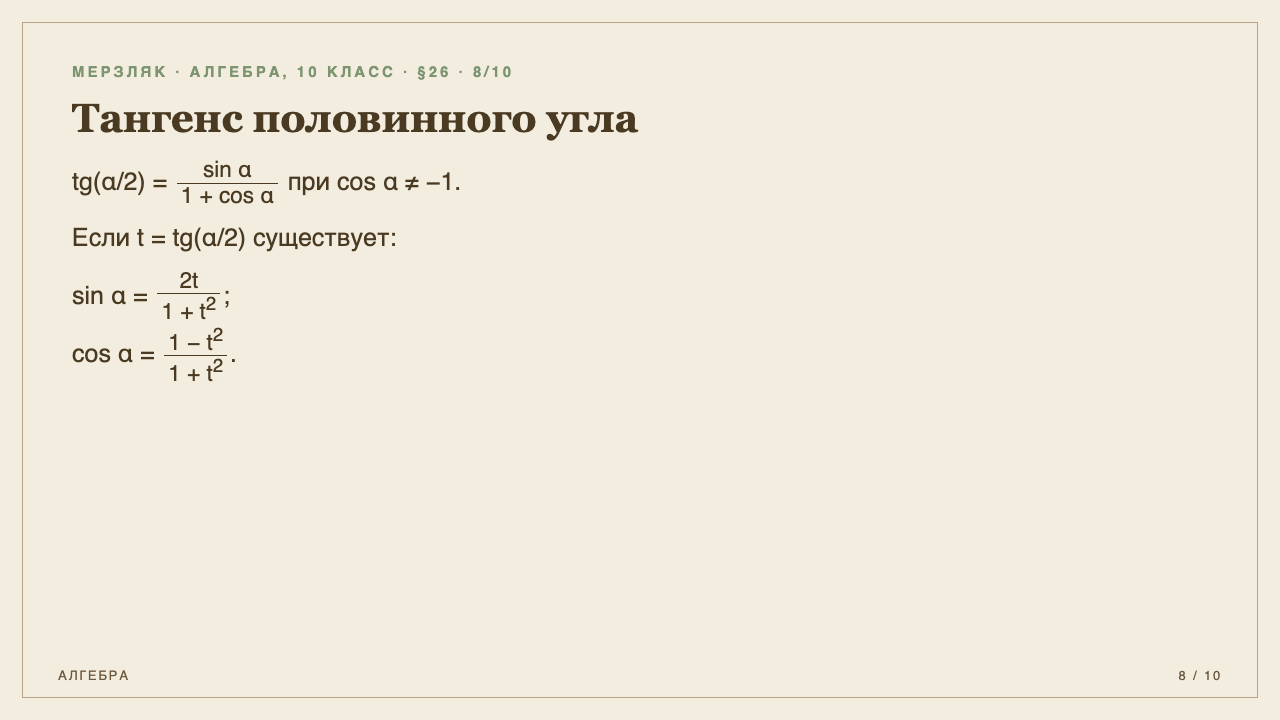 МЕРЗЛЯК · АЛГЕБРА, 10 КЛАСС · §26 · 8/10
Тангенс половинного угла
tg(α/2) = sin α / 1 + cos α при cos α ≠ −1.
Если t = tg(α/2) существует:
sin α = 2t / 1 + t²;
cos α = 1 − t² / 1 + t².
АЛГЕБРА
8 / 10